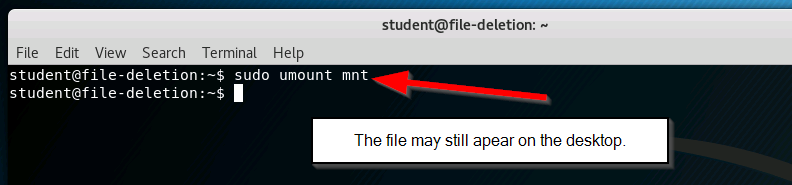 student@file-deletion: ~
File Edit View Search Terminal Help
student@file-deletion:~$ sudo umount mnt
student@file-deletion:~$
The file may still apear on the desktop.